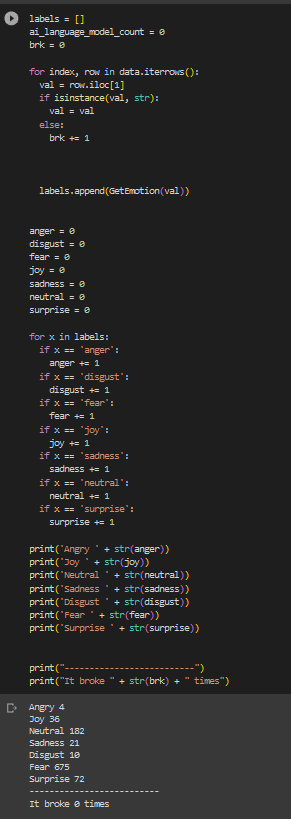 labels = []
ai_language_model_count = 0
brk = 0

for index, row in data.iterrows():
  val = row.iloc[1]
  if isinstance(val, str):
    val = val
  else:
    brk += 1

  labels.append(GetEmotion(val))

anger = 0
disgust = 0
fear = 0
joy = 0
sadness = 0
neutral = 0
surprise = 0

for x in labels:
  if x == 'anger':
    anger += 1
  if x == 'disgust':
    disgust += 1
  if x == 'fear':
    fear += 1
  if x == 'joy':
    joy += 1
  if x == 'sadness':
    sadness += 1
  if x == 'neutral':
    neutral += 1
  if x == 'surprise':
    surprise += 1

print('Angry ' + str(anger))
print('Joy ' + str(joy))
print('Neutral ' + str(neutral))
print('Sadness ' + str(sadness))
print('Disgust ' + str(disgust))
print('Fear ' + str(fear))
print('Surprise ' + str(surprise))

print("--------------------------")
print("It broke " + str(brk) + " times")
Angry 4
Joy 36
Neutral 182
Sadness 21
Disgust 10
Fear 675
Surprise 72
--------------------------
It broke 0 times